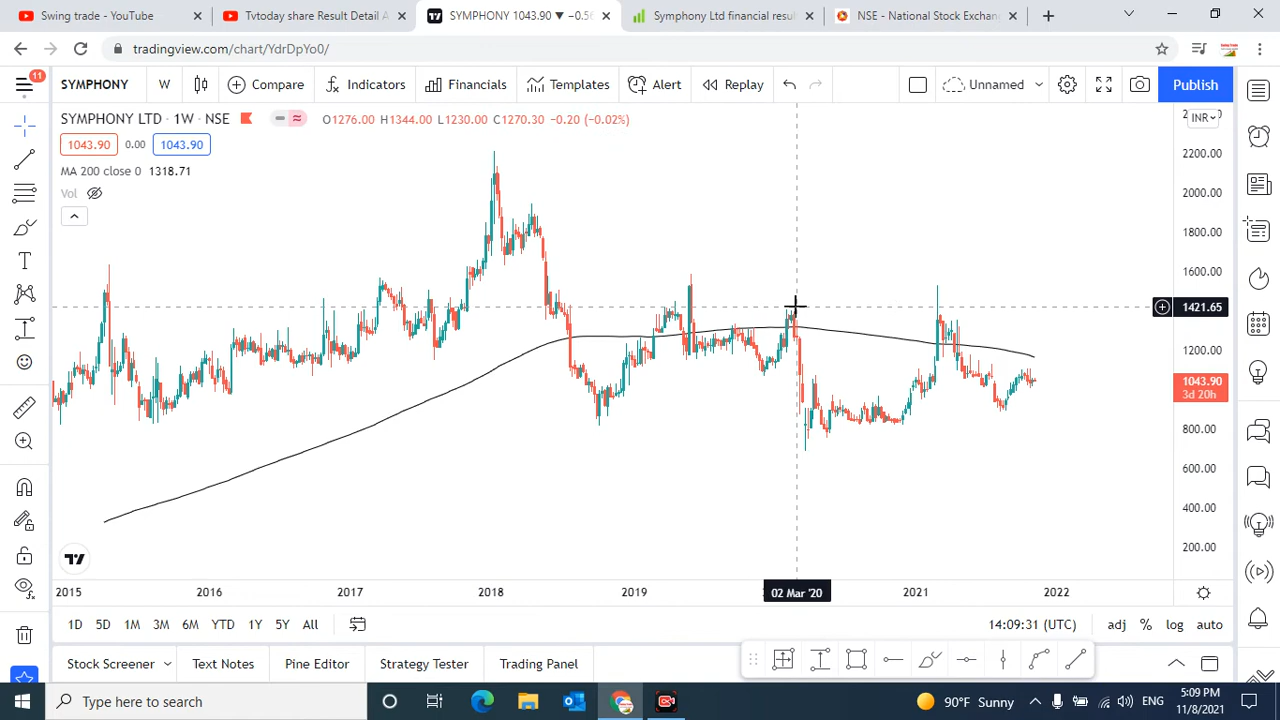 Swing trade - YouTube
Tvtoday share Result Detail A
SYMPHONY 1043.90 ▼ −0.56
Symphony Ltd financial resul
NSE - National Stock Exchan
tradingview.com/chart/YdrDpYo0/
11
SYMPHONY
W
Compare
Indicators
Financials
Templates
Alert
Replay
Unnamed
Publish
SYMPHONY LTD · 1W · NSE
O1276.00 H1344.00 L1230.00 C1270.30 −0.20 (−0.02%)
INR
1043.90
0.00
1043.90
MA 200 close 0 1318.71
Vol
2200.00
2000.00
1800.00
1600.00
1421.65
1200.00
1043.90
3d 20h
800.00
600.00
400.00
200.00
2015
2016
2017
2018
2019
02 Mar '20
2021
2022
1D
5D
1M
3M
6M
YTD
1Y
5Y
All
14:09:31 (UTC)
adj
%
log
auto
Stock Screener
Text Notes
Pine Editor
Strategy Tester
Trading Panel
Type here to search
90°F Sunny
ENG
5:09 PM
11/8/2021